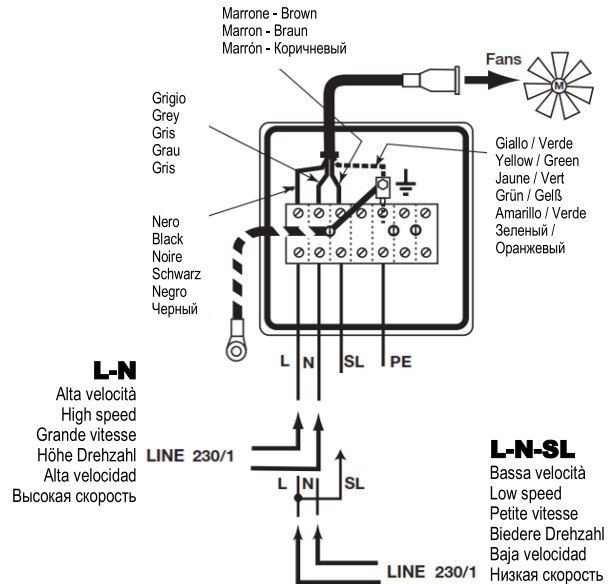 Marrone - Brown
Marron - Braun
Marrón - Коричневый
Fans
M
Grigio
Grey
Gris
Grau
Gris
Giallo / Verde
Yellow / Green
Jaune / Vert
Grün / Gelß
Amarillo / Verde
Зеленый /
Оранжевый
Nero
Black
Noire
Schwarz
Negro
Черный
L N SL PE
L-N
Alta velocità
High speed
Grande vitesse
Höhe Drehzahl
Alta velocidad
Высокая скорость
LINE 230/1
L N SL
L-N-SL
Bassa velocità
Low speed
Petite vitesse
Biedere Drehzahl
Baja velocidad
Низкая скорость
LINE 230/1